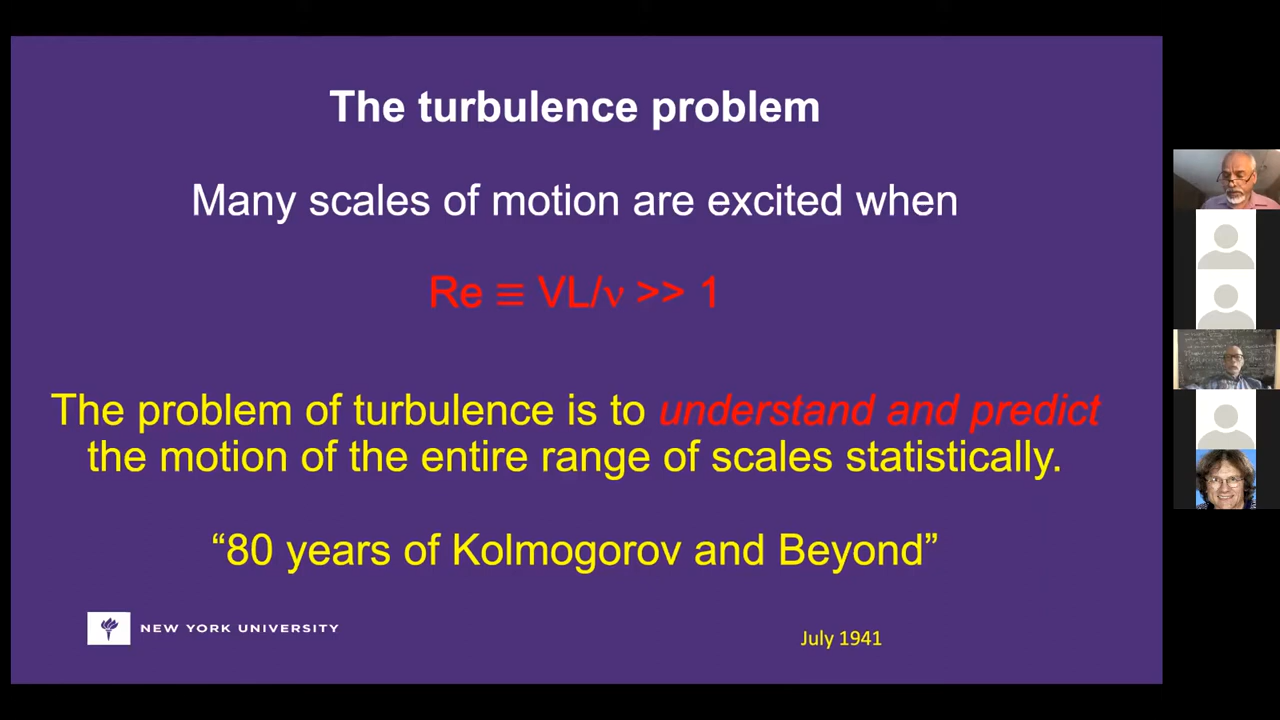 The turbulence problem
Many scales of motion are excited when
Re ≡ VL/ν >> 1
The problem of turbulence is to understand and predict
the motion of the entire range of scales statistically.
“80 years of Kolmogorov and Beyond”
NEW YORK UNIVERSITY
July 1941